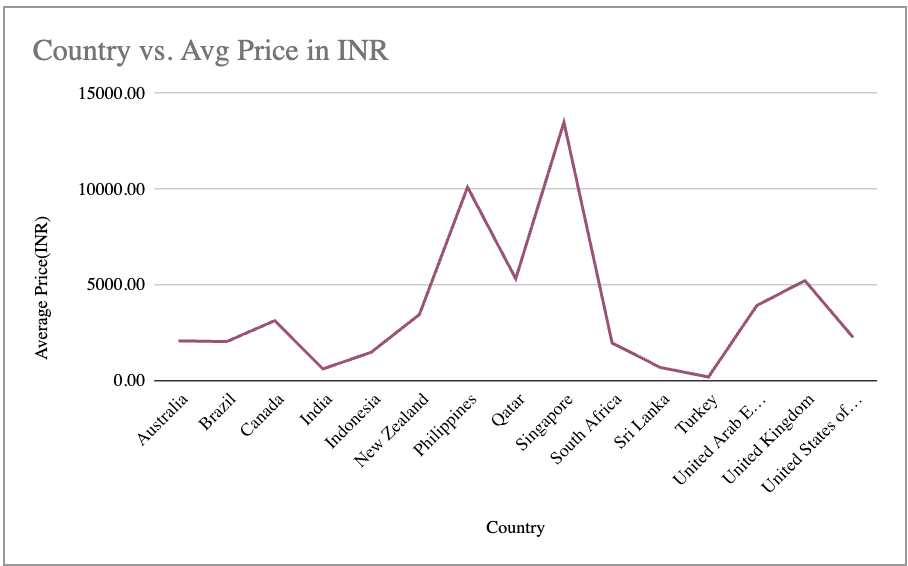 Country vs. Avg Price in INR
15000.00
10000.00
5000.00
0.00
Average Price(INR)
Australia
Brazil
Canada
India
Indonesia
New Zealand
Philippines
Qatar
Singapore
South Africa
Sri Lanka
Turkey
United Arab E…
United Kingdom
United States of…
Country